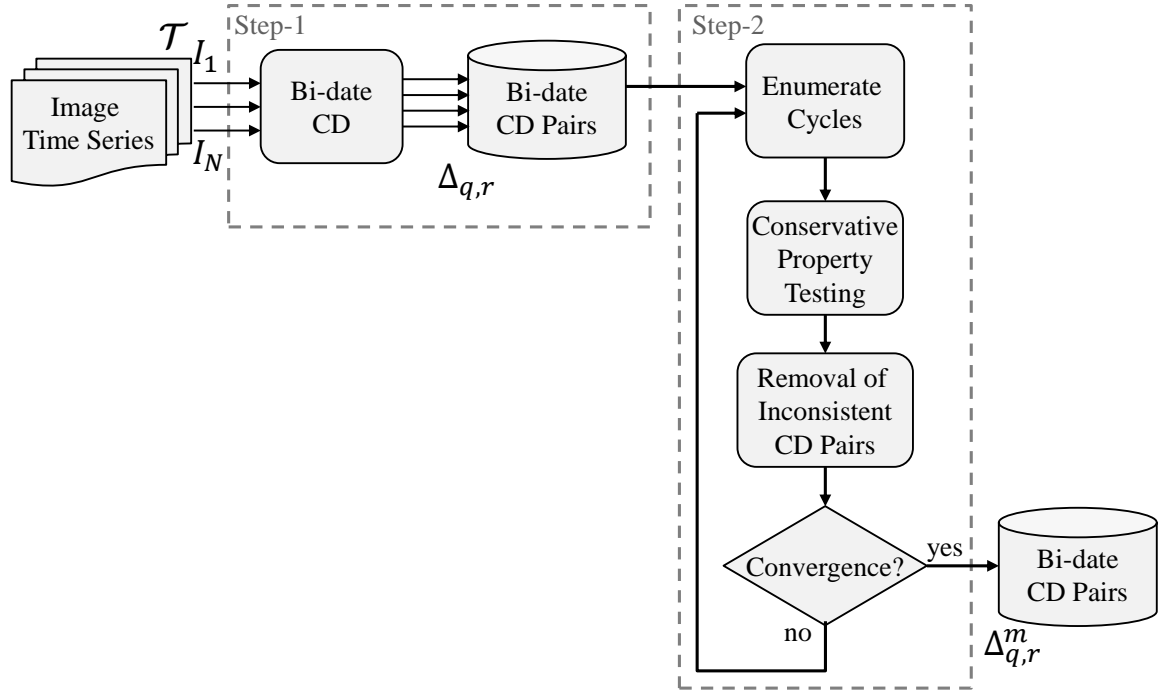 Step-1
𝒯
I₁
Image
Time Series
I_N
Bi-date
CD
Bi-date
CD Pairs
Δ_{q,r}
Step-2
Enumerate
Cycles
Conservative
Property
Testing
Removal of
Inconsistent
CD Pairs
Convergence?
yes
no
Bi-date
CD Pairs
Δ^m_{q,r}